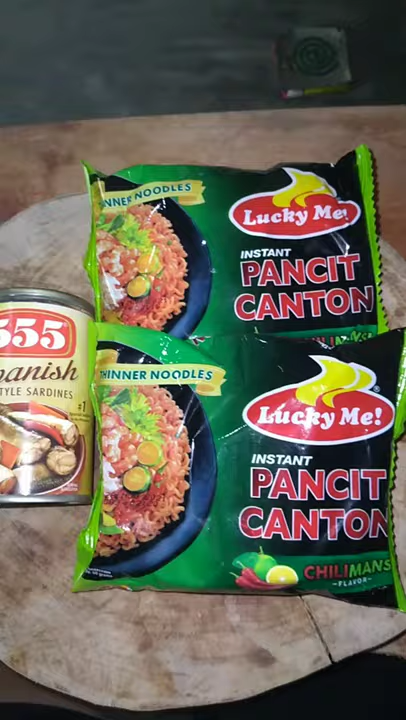 THINNER NOODLES
Lucky Me!
INSTANT
PANCIT
CANTON
555
Spanish
STYLE SARDINES
#1
THINNER NOODLES
Lucky Me!
INSTANT
PANCIT
CANTON
CHILIMANSI
FLAVOR